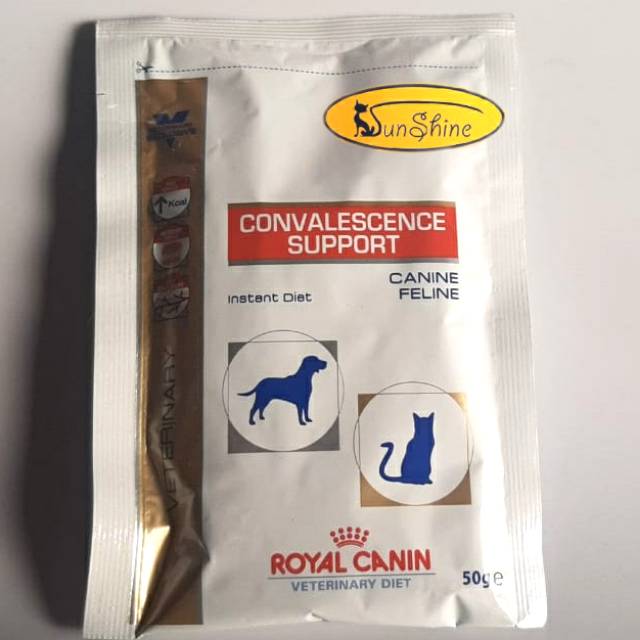 SunShine
CONVALESCENCE
SUPPORT
CANINE
FELINE
Instant Diet
Kcal
VETERINARY
ROYAL CANIN
VETERINARY DIET
50g e